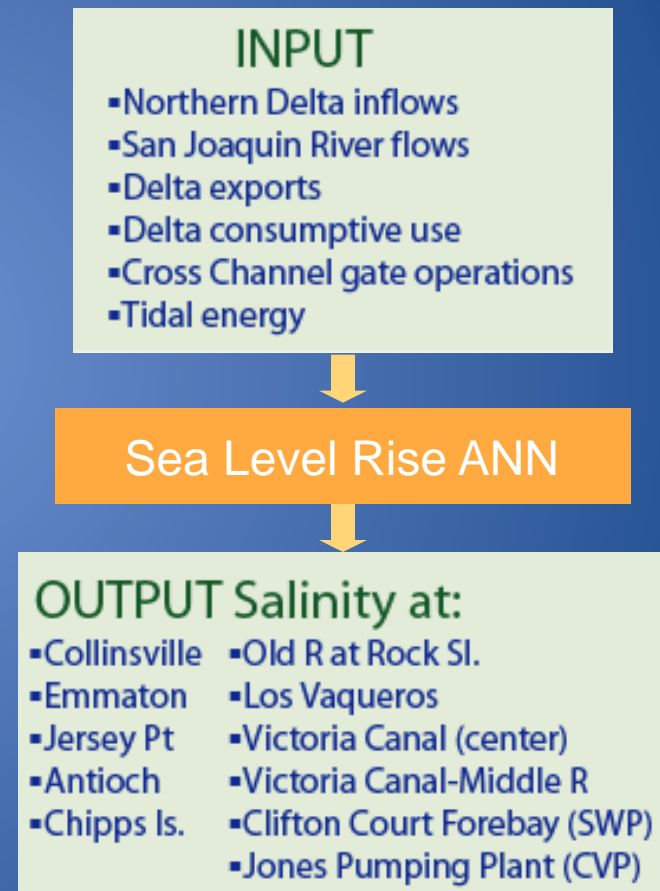 INPUT
▪Northern Delta inflows
▪San Joaquin River flows
▪Delta exports
▪Delta consumptive use
▪Cross Channel gate operations
▪Tidal energy
Sea Level Rise ANN
OUTPUT Salinity at:
▪Collinsville
▪Emmaton
▪Jersey Pt
▪Antioch
▪Chipps Is.
▪Old R at Rock Sl.
▪Los Vaqueros
▪Victoria Canal (center)
▪Victoria Canal-Middle R
▪Clifton Court Forebay (SWP)
▪Jones Pumping Plant (CVP)